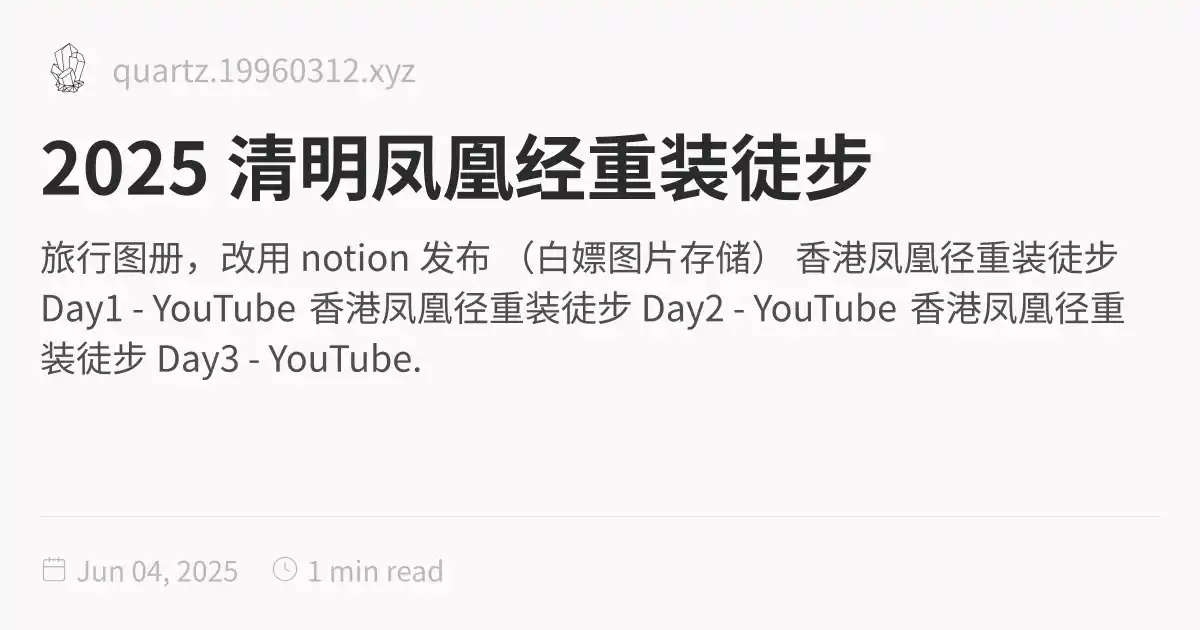 quartz.19960312.xyz
2025 清明凤凰经重装徒步
旅行图册，改用 notion 发布 （白嫖图片存储） 香港凤凰径重装徒步
Day1 - YouTube 香港凤凰径重装徒步 Day2 - YouTube 香港凤凰径重
装徒步 Day3 - YouTube.
Jun 04, 2025 1 min read